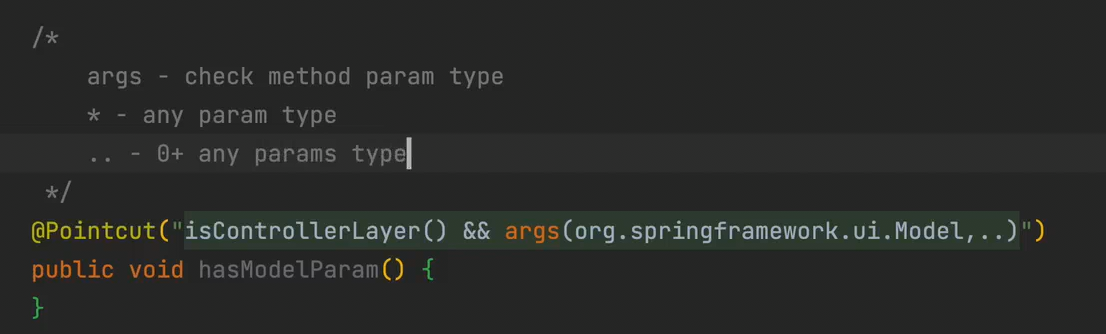 /*
args - check method param type
* - any param type
.. - 0+ any params type
*/
@Pointcut("isControllerLayer() && args(org.springframework.ui.Model,..)")
public void hasModelParam() {
}